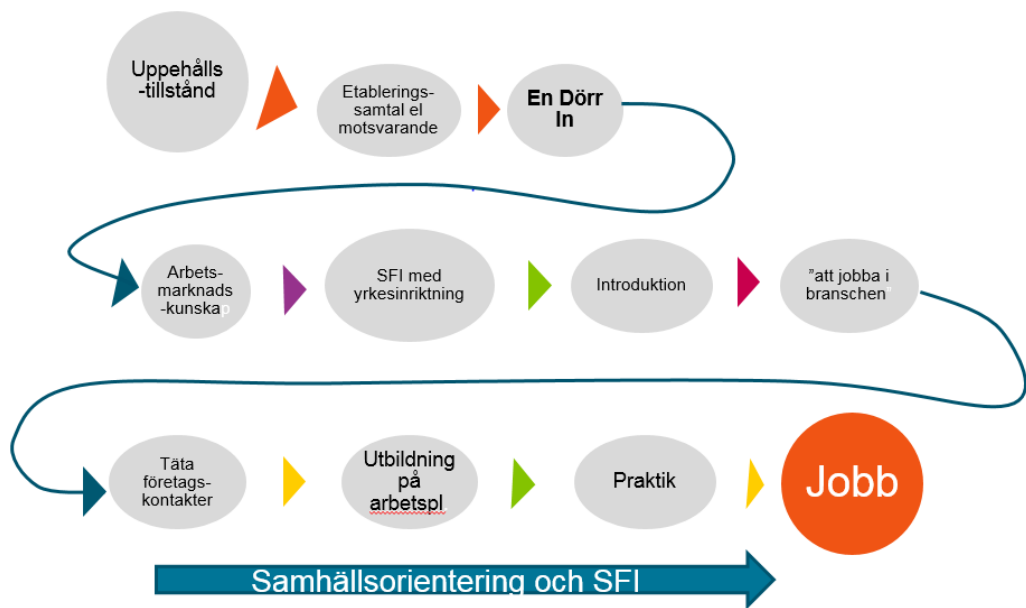 Uppehålls
-tillstånd
Etablerings-
samtal el
motsvarande
En Dörr
In
Arbets-
marknads
-kunskap
SFI med
yrkesinriktning
Introduktion
”att jobba i
branschen”
Täta
företags-
kontakter
Utbildning
på
arbetspl
Praktik
Jobb
Samhällsorientering och SFI